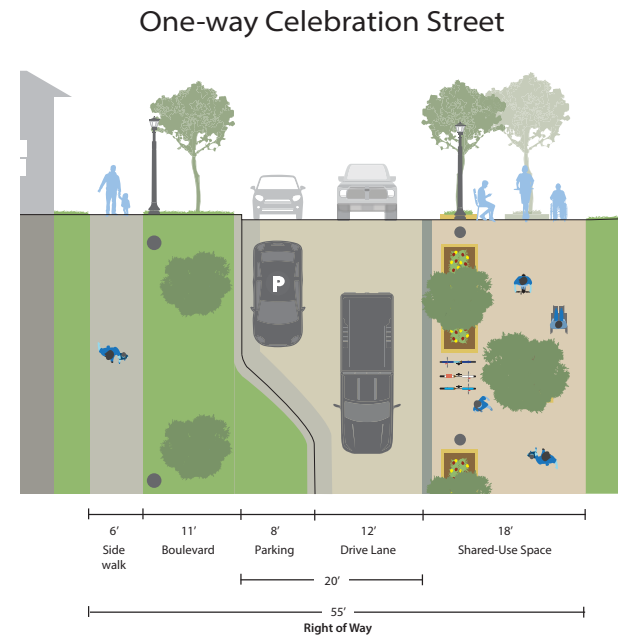 One-way Celebration Street
P
6’ 11’ 8’ 12’ 18’
Side Boulevard Parking Drive Lane Shared-Use Space
walk
20’
55’
Right of Way